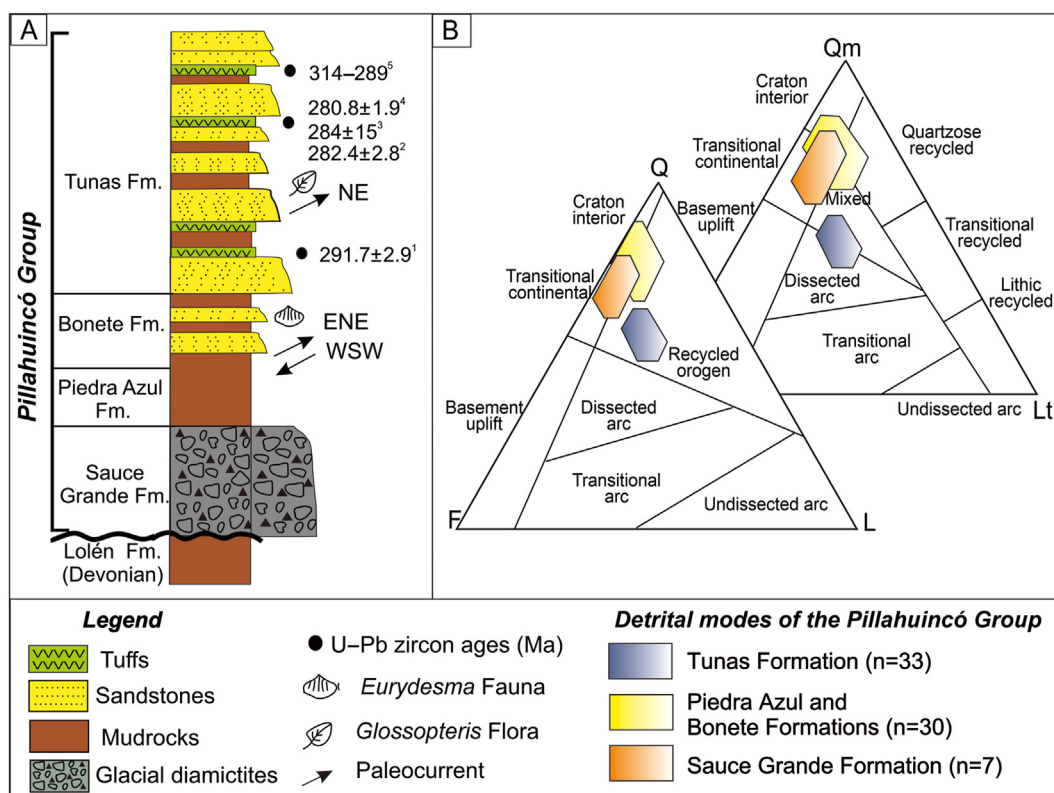 A
Pillahuincó Group
Tunas Fm.
Bonete Fm.
Piedra Azul
Fm.
Sauce
Grande Fm.
Lolén Fm.
(Devonian)
314–289⁵
280.8±1.9⁴
284±15³
282.4±2.8²
NE
291.7±2.9¹
ENE
WSW
B
Q
Craton
interior
Transitional
continental
Recycled
orogen
Basement
uplift
Dissected
arc
Transitional
arc
Undissected arc
F
L
Qm
Craton
interior
Transitional
continental
Quartzose
recycled
Basement
uplift
Mixed
Transitional
recycled
Dissected
arc
Lithic
recycled
Transitional
arc
Undissected arc
Lt
Legend
Tuffs
Sandstones
Mudrocks
Glacial diamictites
U–Pb zircon ages (Ma)
Eurydesma Fauna
Glossopteris Flora
Paleocurrent
Detrital modes of the Pillahuincó Group
Tunas Formation (n=33)
Piedra Azul and
Bonete Formations (n=30)
Sauce Grande Formation (n=7)